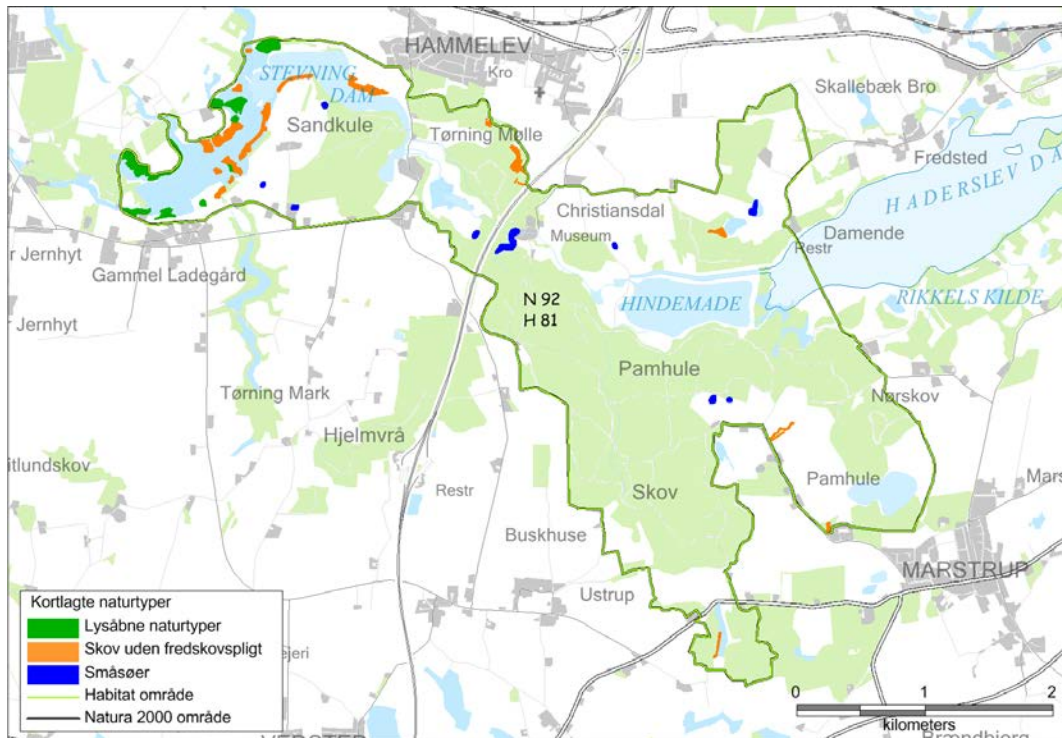 HAMMELEV
Kro
STEVNING
DAM
Skallebæk Bro
Sandkule
Tørning Mølle
Fredsted
HADERSLEV DA
Christiansdal
Museum
Damende
Restr
r Jernhyt
Gammel Ladegård
HINDEMADE
RIKKELS KILDE
N 92
H 81
r Jernhyt
Pamhule
Tørning Mark
Nørskov
Hjelmvrå
itlundskov
Pamhule
Mars
Skov
Restr
Buskhuse
MARSTRUP
Ustrup
Kortlagte naturtyper
Lysåbne naturtyper
Skov uden fredskovspligt
Småsøer
Habitat område
Natura 2000 område
ejeri
0 1 2
kilometers